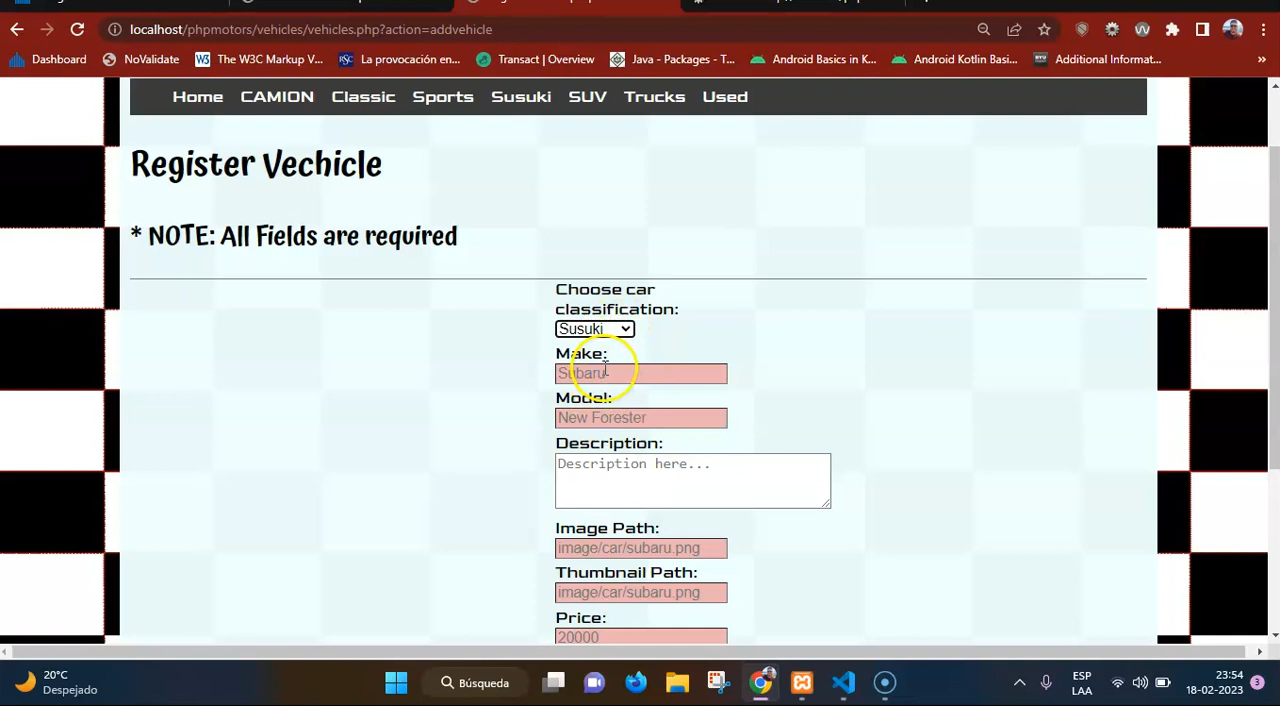 localhost/phpmotors/vehicles/vehicles.php?action=addvehicle
Dashboard NoValidate The W3C Markup V... La provocación en... Transact | Overview Java - Packages - T... Android Basics in K... Android Kotlin Basi... Additional Informat... »
Home CAMION Classic Sports Susuki SUV Trucks Used
Register Vechicle
* NOTE: All Fields are required
Choose car
classification:
Susuki
Make:
Subaru
Model:
New Forester
Description:
Description here...
Image Path:
image/car/subaru.png
Thumbnail Path:
image/car/subaru.png
Price:
20000
20°C
Despejado
Búsqueda
ESP
LAA
23:54
18-02-2023
3